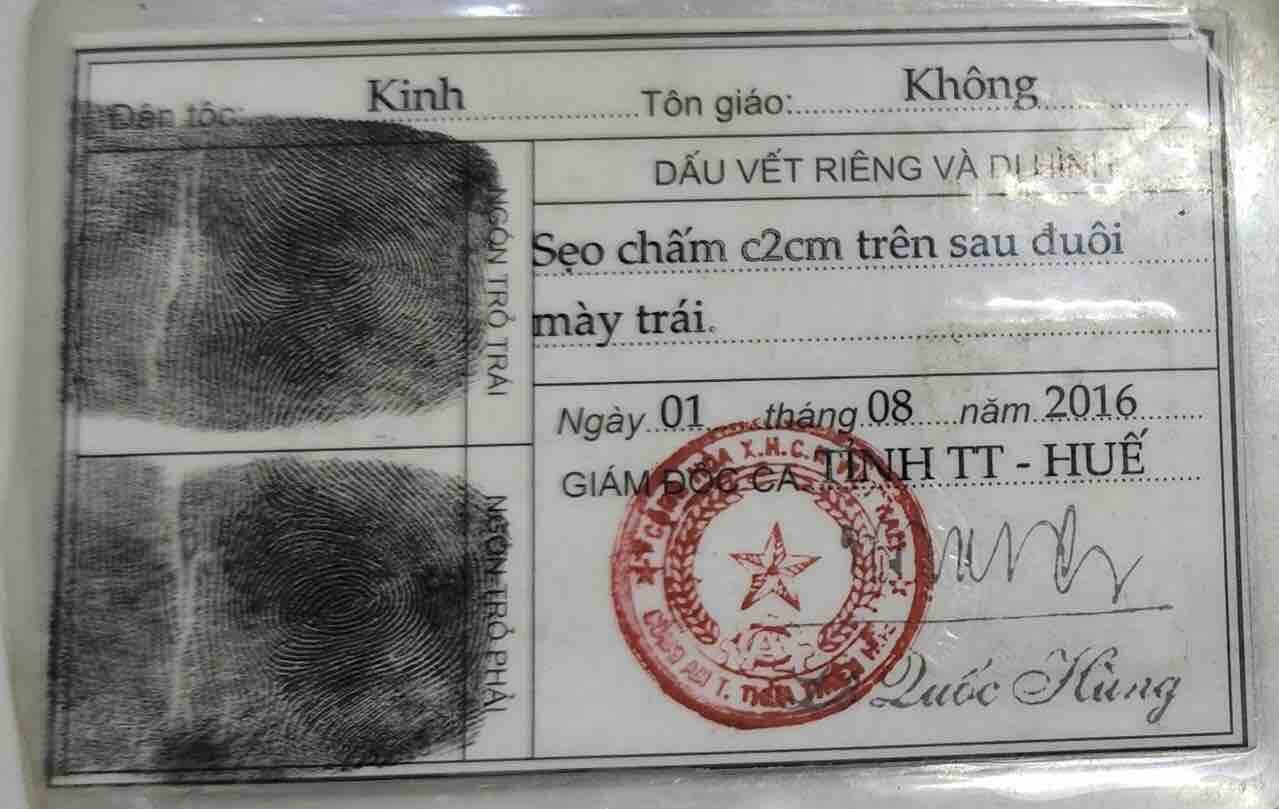 Dân tộc: Kinh Tôn giáo: Không
DẤU VẾT RIÊNG VÀ DỊ HÌNH
Sẹo chấm c2cm trên sau đuôi
mày trái.
NGÓN TRỎ TRÁI
NGÓN TRỎ PHẢI
Ngày 01 tháng 08 năm 2016
GIÁM ĐỐC CA. TỈNH TT - HUẾ
Quốc Hùng